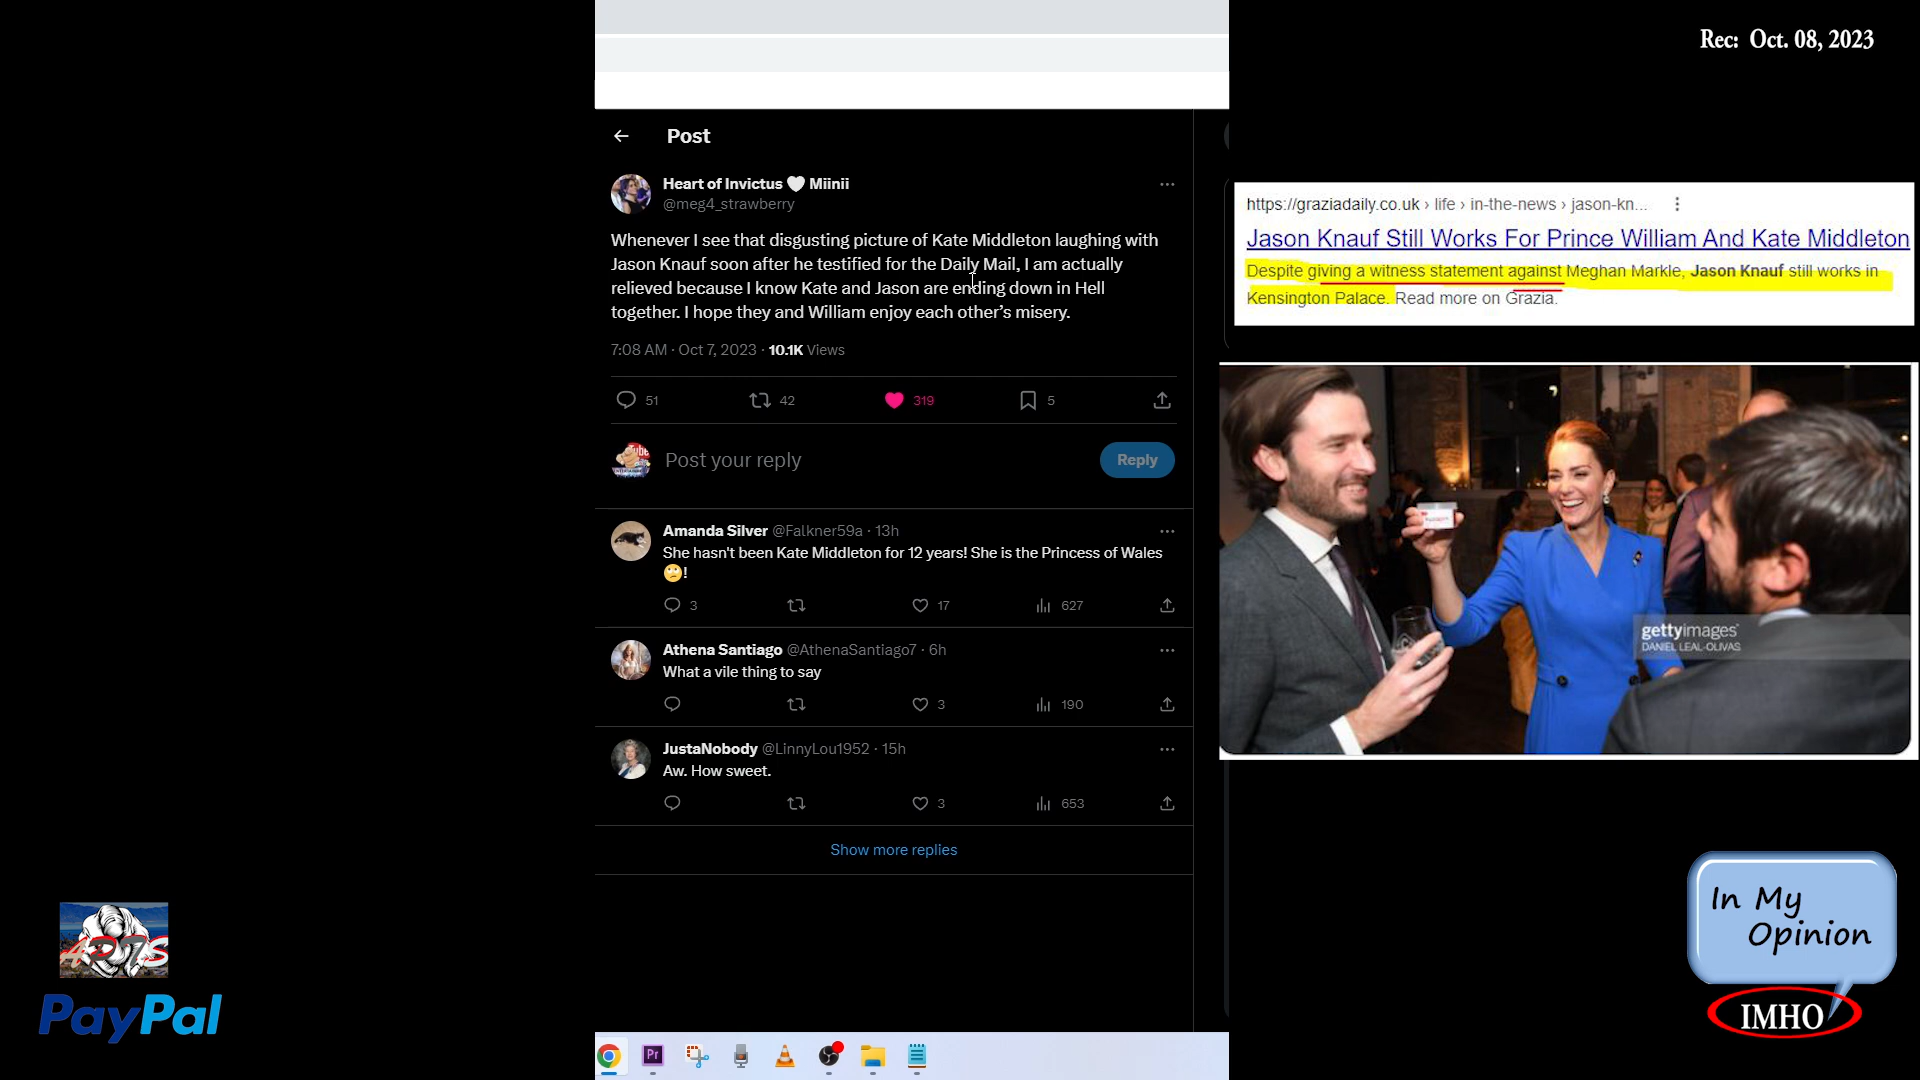 Rec: Oct. 08, 2023
Post
Heart of Invictus 🤍 Miinii
@meg4_strawberry
Whenever I see that disgusting picture of Kate Middleton laughing with
Jason Knauf soon after he testified for the Daily Mail, I am actually
relieved because I know Kate and Jason are ending down in Hell
together. I hope they and William enjoy each other’s misery.
7:08 AM · Oct 7, 2023 · 10.1K Views
51 42 319 5
Post your reply
Reply
Amanda Silver @Falkner59a · 13h
She hasn't been Kate Middleton for 12 years! She is the Princess of Wales
🙄!
3 17 627
Athena Santiago @AthenaSantiago7 · 6h
What a vile thing to say
3 190
JustaNobody @LinnyLou1952 · 15h
Aw. How sweet.
3 653
Show more replies
https://graziadaily.co.uk › life › in-the-news › jason-kn...
Jason Knauf Still Works For Prince William And Kate Middleton
Despite giving a witness statement against Meghan Markle, Jason Knauf still works in
Kensington Palace. Read more on Grazia.
gettyimages®
DANIEL LEAL-OLIVAS
In My
Opinion
IMHO
PayPal
Pr